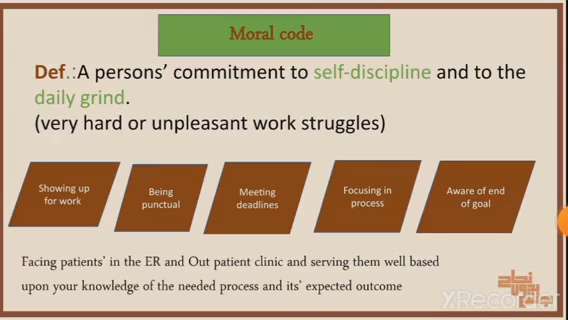 Moral code
Def.:A persons’ commitment to self-discipline and to the
daily grind.
(very hard or unpleasant work struggles)
Showing up
for work
Being
punctual
Meeting
deadlines
Focusing in
process
Aware of end
of goal
Facing patients’ in the ER and Out patient clinic and serving them well based
upon your knowledge of the needed process and its’ expected outcome
XRecorder